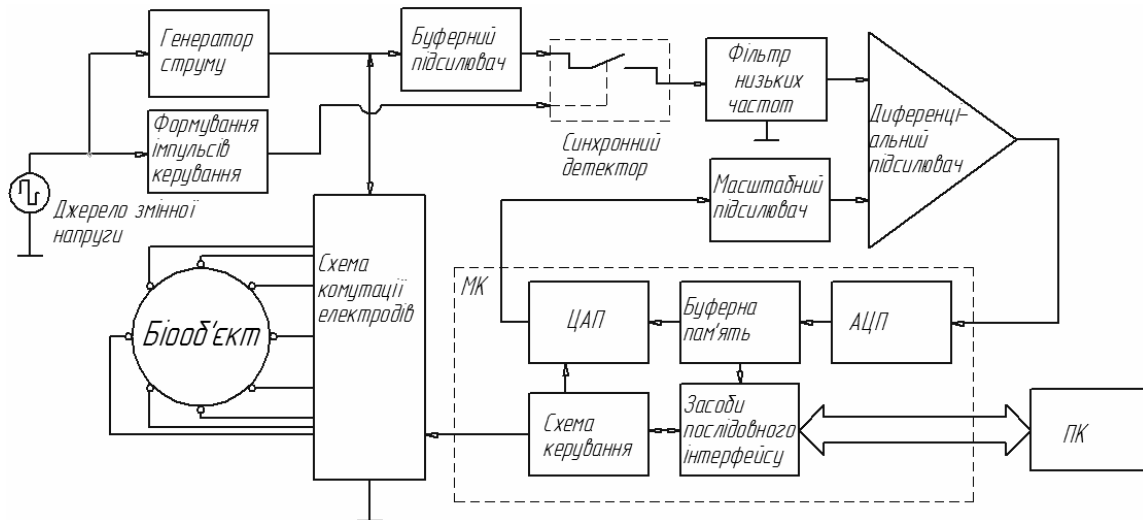 Генератор
струму
Буферний
підсилювач
Фільтр
низьких
частот
Диференці-
альний
підсилювач
Формування
імпульсів
керування
Синхронний
детектор
Масштабний
підсилювач
Джерело змінної
напруги
Схема
комутації
електродів
Біооб'єкт
МК
ЦАП
Буферна
пам'ять
АЦП
Схема
керування
Засоби
послідовного
інтерфейсу
ПК